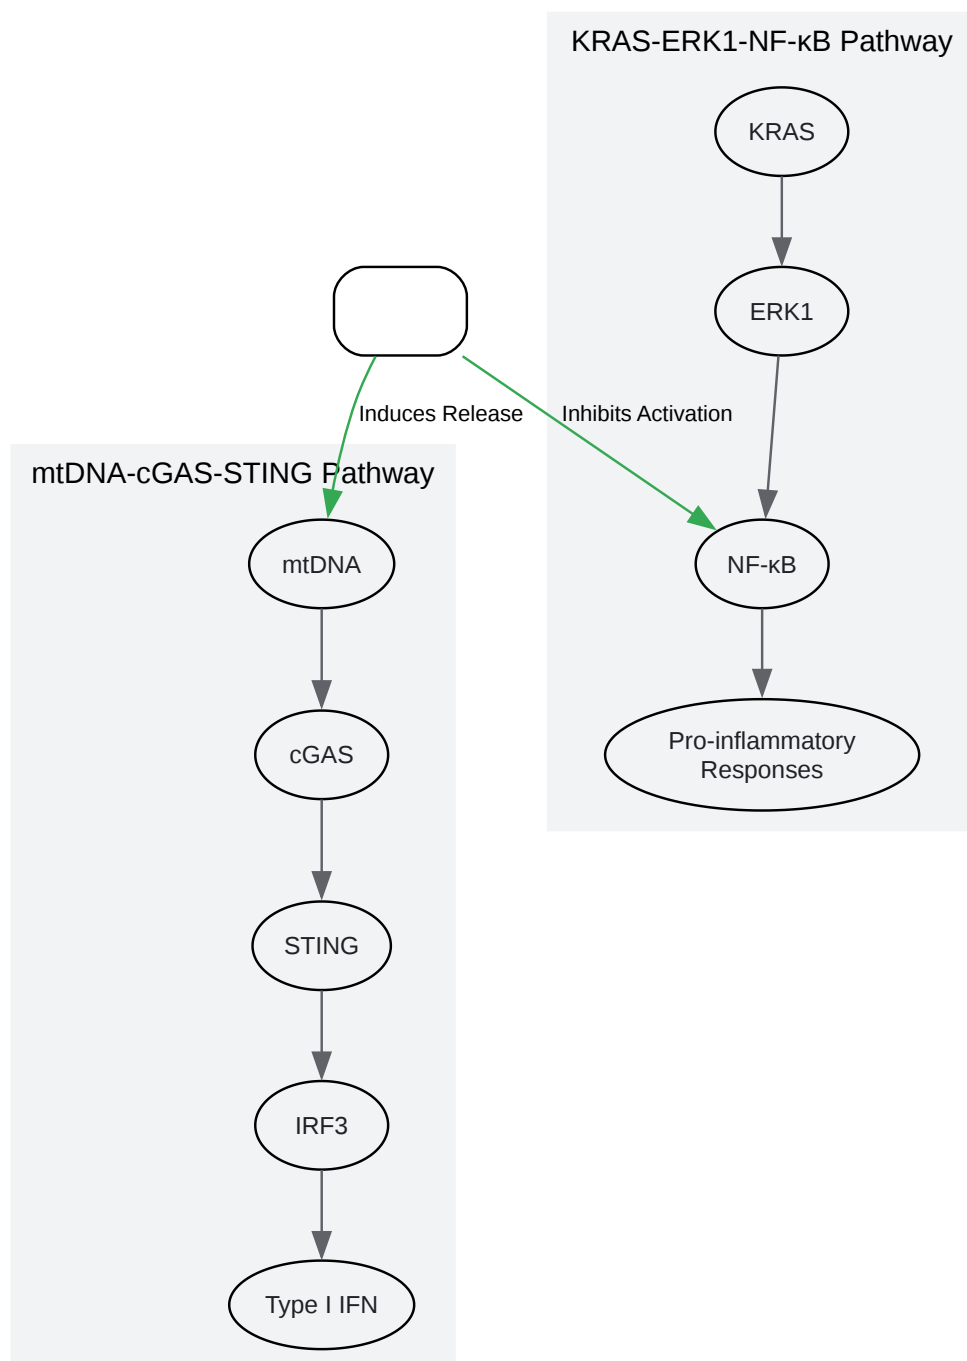 KRAS-ERK1-NF-κB Pathway
KRAS
ERK1
Induces Release
Inhibits Activation
mtDNA-cGAS-STING Pathway
mtDNA
NF-κB
cGAS
Pro-inflammatory
Responses
STING
IRF3
Type I IFN